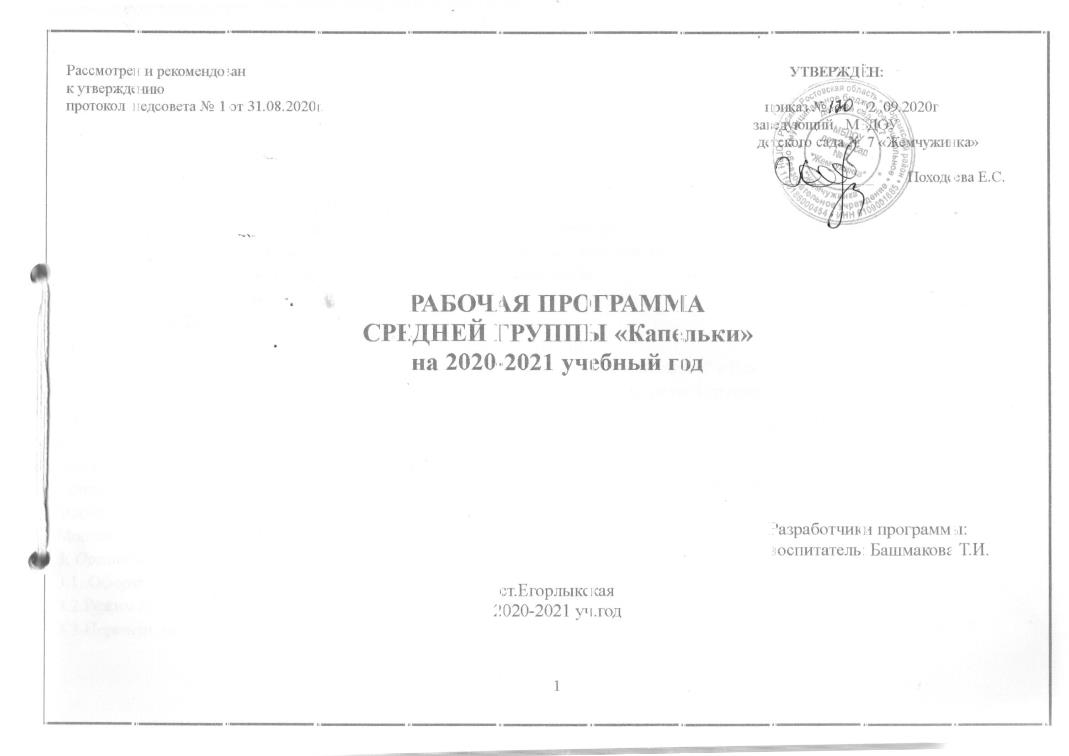 Рассмотрен и рекомендован
к утверждению
протокол педсовета № 1 от 31.08.2020г.
УТВЕРЖДЁН:
приказ № 170 02.09.2020г
заведующий МБДОУ
детского сада № 7 «Жемчужинка»
Походеева Е.С.
РАБОЧАЯ ПРОГРАММА
СРЕДНЕЙ ГРУППЫ «Капельки»
на 2020-2021 учебный год
Разработчики программы:
воспитатель: Башмакова Т.И.
ст.Егорлыкская
2020-2021 уч.год
1